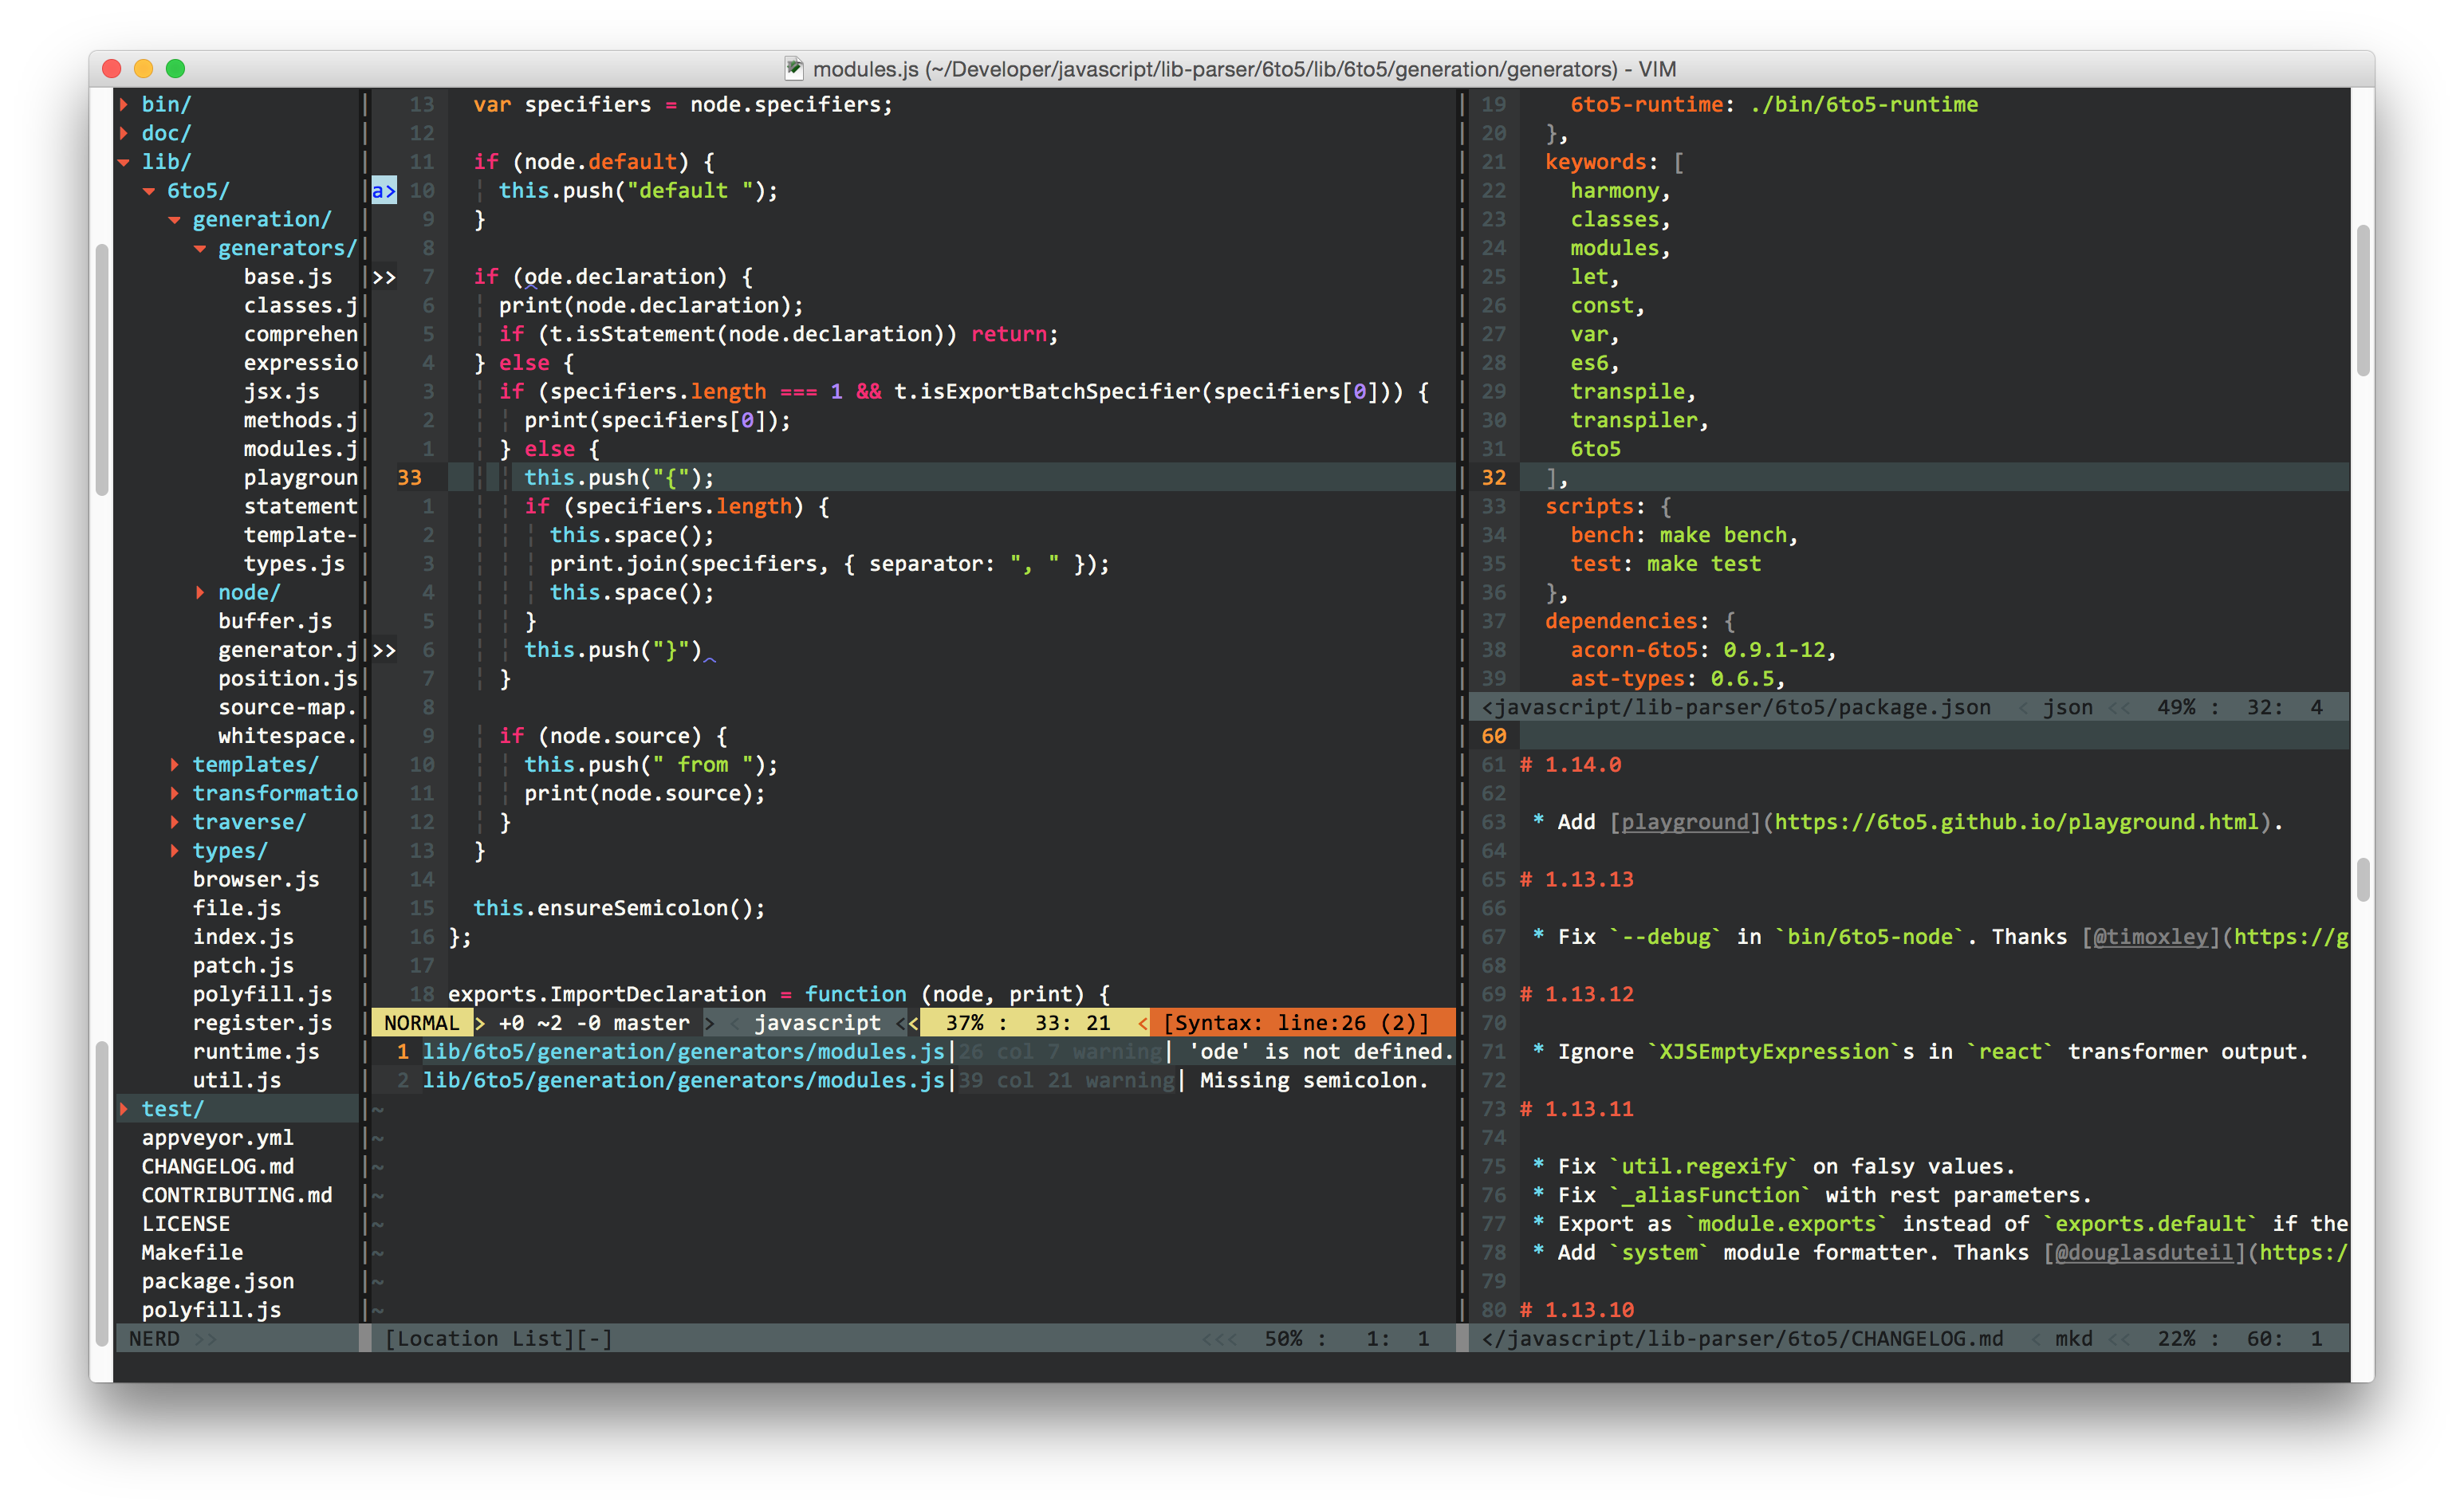 modules.js (~/Developer/javascript/lib-parser/6to5/lib/6to5/generation/generators) - VIM
bin/
doc/
lib/
6to5/
generation/
generators/
base.js
classes.j
comprehen
expressio
jsx.js
methods.j
modules.j
playgroun
statement
template-
types.js
node/
buffer.js
generator.j
position.js
source-map.
whitespace.
templates/
transformatio
traverse/
types/
browser.js
file.js
index.js
patch.js
polyfill.js
register.js
runtime.js
util.js
test/
appveyor.yml
CHANGELOG.md
CONTRIBUTING.md
LICENSE
Makefile
package.json
polyfill.js
NERD >>
13 var specifiers = node.specifiers;
12
11 if (node.default) {
a> 10 this.push("default ");
9 }
8
>> 7 if (ode.declaration) {
6 print(node.declaration);
5 if (t.isStatement(node.declaration)) return;
4 } else {
3 if (specifiers.length === 1 && t.isExportBatchSpecifier(specifiers[0])) {
2 print(specifiers[0]);
1 } else {
33 this.push("{");
1 if (specifiers.length) {
2 this.space();
3 print.join(specifiers, { separator: ", " });
4 this.space();
5 }
>> 6 this.push("}")
7 }
8
9 if (node.source) {
10 this.push(" from ");
11 print(node.source);
12 }
13 }
14
15 this.ensureSemicolon();
16 };
17
18 exports.ImportDeclaration = function (node, print) {
NORMAL > +0 ~2 -0 master > < javascript << 37% : 33: 21 < [Syntax: line:26 (2)]
1 lib/6to5/generation/generators/modules.js|26 col 7 warning| 'ode' is not defined.
2 lib/6to5/generation/generators/modules.js|39 col 21 warning| Missing semicolon.
~
~
~
~
~
~
~
~
[Location List][-] <<< 50% : 1: 1
19 6to5-runtime: ./bin/6to5-runtime
20 },
21 keywords: [
22 harmony,
23 classes,
24 modules,
25 let,
26 const,
27 var,
28 es6,
29 transpile,
30 transpiler,
31 6to5
32 ],
33 scripts: {
34 bench: make bench,
35 test: make test
36 },
37 dependencies: {
38 acorn-6to5: 0.9.1-12,
39 ast-types: 0.6.5,
<javascript/lib-parser/6to5/package.json < json << 49% : 32: 4
60
61 # 1.14.0
62
63 * Add [playground](https://6to5.github.io/playground.html).
64
65 # 1.13.13
66
67 * Fix `--debug` in `bin/6to5-node`. Thanks [@timoxley](https://g
68
69 # 1.13.12
70
71 * Ignore `XJSEmptyExpression`s in `react` transformer output.
72
73 # 1.13.11
74
75 * Fix `util.regexify` on falsy values.
76 * Fix `_aliasFunction` with rest parameters.
77 * Export as `module.exports` instead of `exports.default` if the
78 * Add `system` module formatter. Thanks [@douglasduteil](https:/
79
80 # 1.13.10
</javascript/lib-parser/6to5/CHANGELOG.md < mkd << 22% : 60: 1